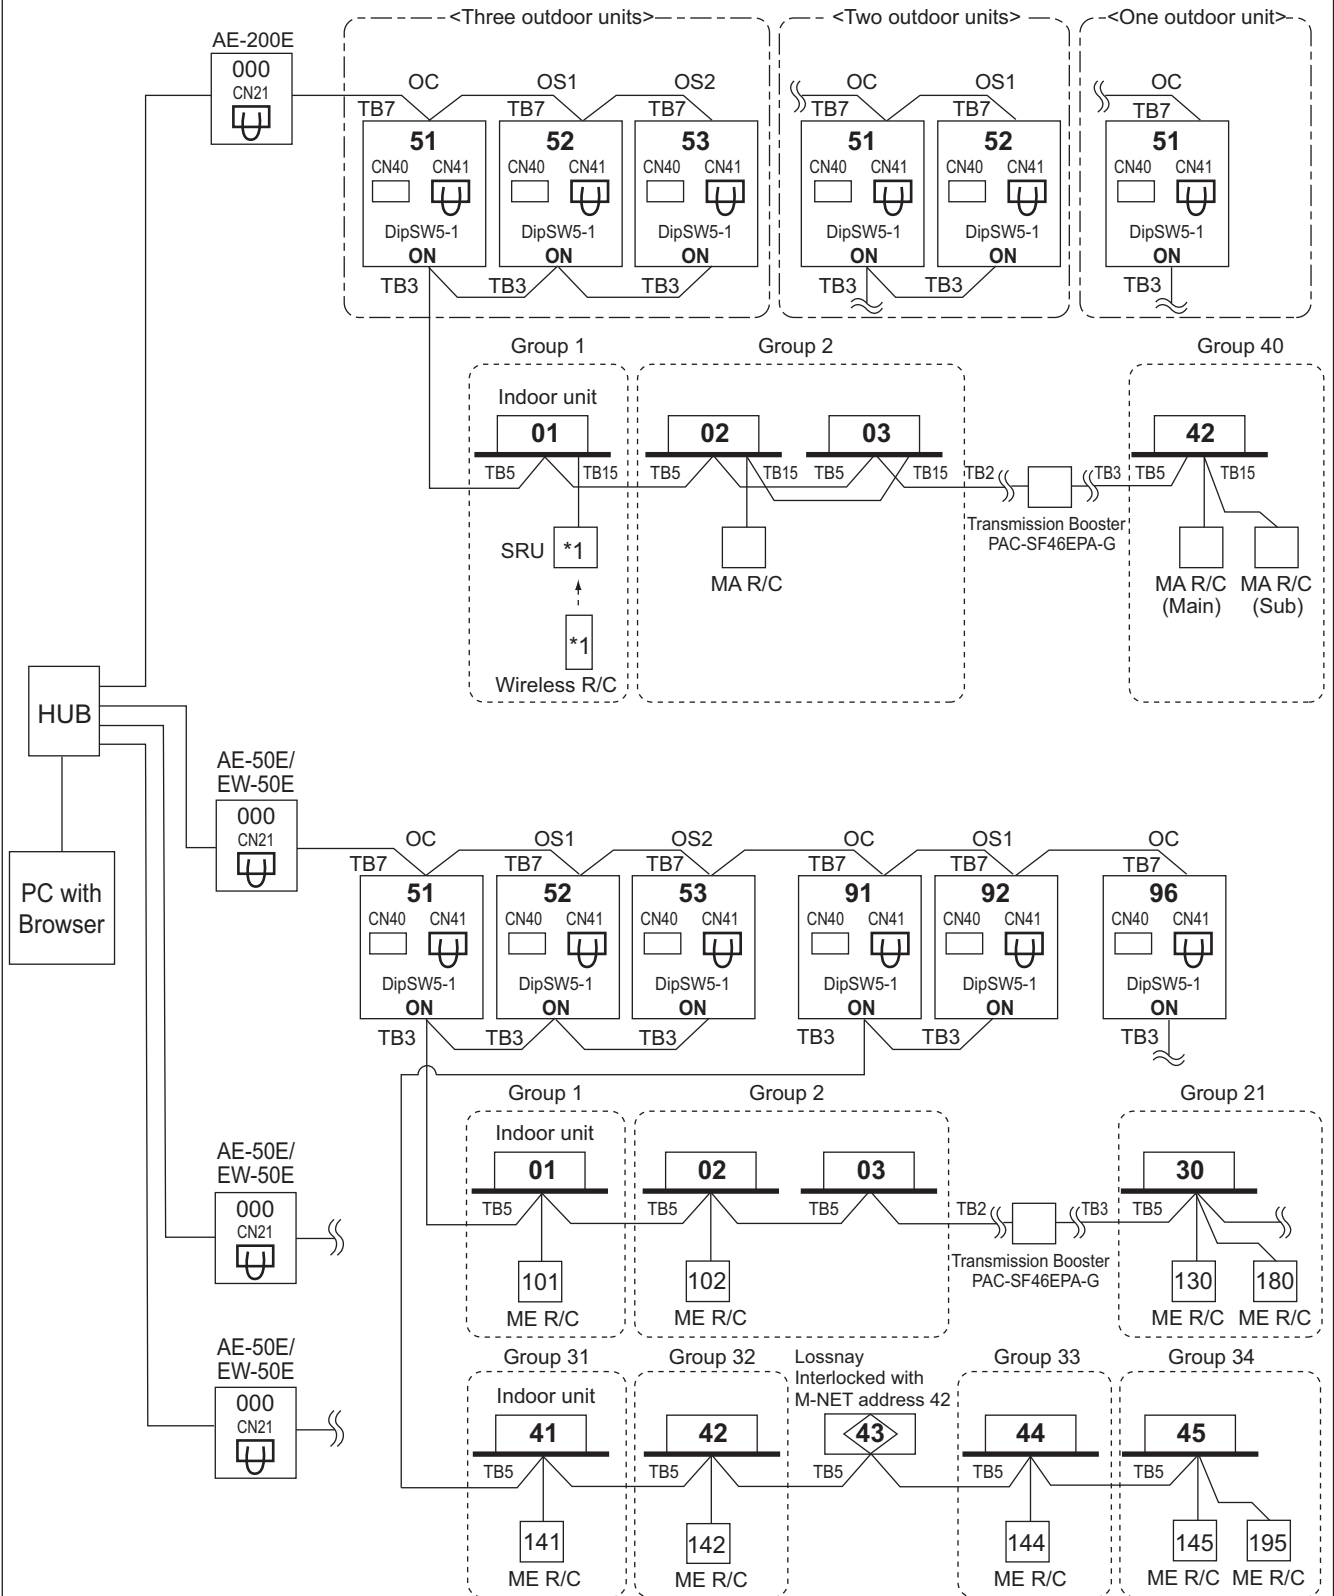 <Three outdoor units>
<Two outdoor units>
<One outdoor unit>
AE-200E
000
CN21
OC
OS1
OS2
OC
OS1
OC
TB7
TB7
TB7
TB7
TB7
TB7
51
52
53
51
52
51
CN40 CN41
CN40 CN41
CN40 CN41
CN40 CN41
CN40 CN41
CN40 CN41
DipSW5-1
DipSW5-1
DipSW5-1
DipSW5-1
DipSW5-1
DipSW5-1
ON
ON
ON
ON
ON
ON
TB3
TB3
TB3
TB3
TB3
TB3
Group 1
Group 2
Group 40
Indoor unit
01
02
03
42
TB5
TB15
TB5
TB15
TB5
TB15
TB2
TB3
TB5
TB15
Transmission Booster
PAC-SF46EPA-G
SRU
*1
MA R/C
MA R/C
(Main)
MA R/C
(Sub)
*1
Wireless R/C
HUB
PC with
Browser
AE-50E/
EW-50E
000
CN21
OC
OS1
OS2
OC
OS1
OC
TB7
TB7
TB7
TB7
TB7
TB7
51
52
53
91
92
96
CN40 CN41
CN40 CN41
CN40 CN41
CN40 CN41
CN40 CN41
CN40 CN41
DipSW5-1
DipSW5-1
DipSW5-1
DipSW5-1
DipSW5-1
DipSW5-1
ON
ON
ON
ON
ON
ON
TB3
TB3
TB3
TB3
TB3
TB3
Group 1
Group 2
Group 21
AE-50E/
EW-50E
000
CN21
Indoor unit
01
02
03
30
TB5
TB5
TB5
TB2
TB3
TB5
Transmission Booster
PAC-SF46EPA-G
101
102
130
180
ME R/C
ME R/C
ME R/C
ME R/C
AE-50E/
EW-50E
000
CN21
Group 31
Group 32
Lossnay
Interlocked with
M-NET address 42
Group 33
Group 34
Indoor unit
41
42
43
44
45
TB5
TB5
TB5
TB5
TB5
141
142
144
145
195
ME R/C
ME R/C
ME R/C
ME R/C
ME R/C